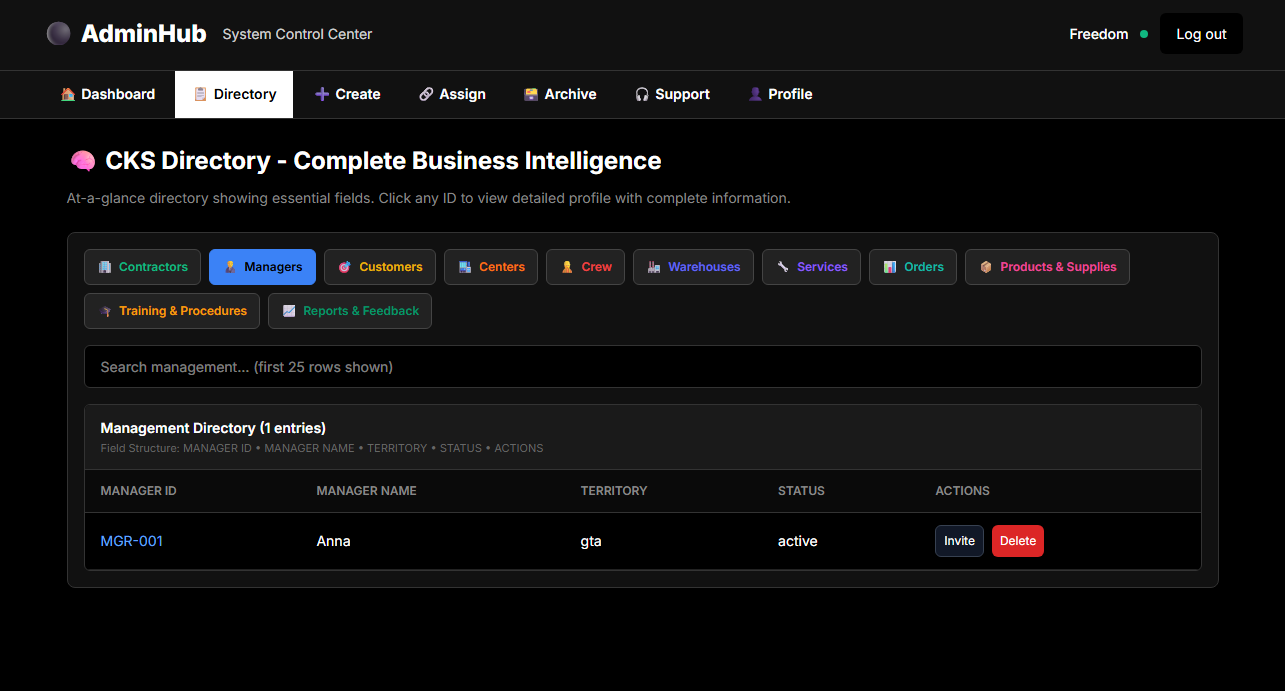 AdminHub System Control Center Freedom Log out
Dashboard Directory Create Assign Archive Support Profile
CKS Directory - Complete Business Intelligence
At-a-glance directory showing essential fields. Click any ID to view detailed profile with complete information.
Contractors Managers Customers Centers Crew Warehouses Services Orders Products & Supplies
Training & Procedures Reports & Feedback
Search management... (first 25 rows shown)
Management Directory (1 entries)
Field Structure: MANAGER ID • MANAGER NAME • TERRITORY • STATUS • ACTIONS
MANAGER ID MANAGER NAME TERRITORY STATUS ACTIONS
MGR-001 Anna gta active Invite Delete